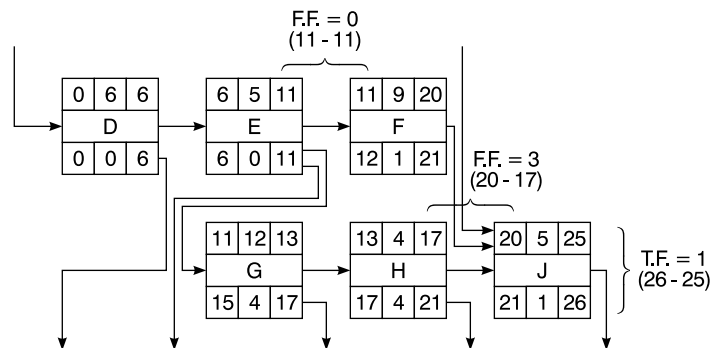 F.F. = 0
(11 - 11)
0 6 6
D
0 0 6
6 5 11
E
6 0 11
11 9 20
F
12 1 21
F.F. = 3
(20 - 17)
11 12 13
G
15 4 17
13 4 17
H
17 4 21
20 5 25
J
21 1 26
T.F. = 1
(26 - 25)